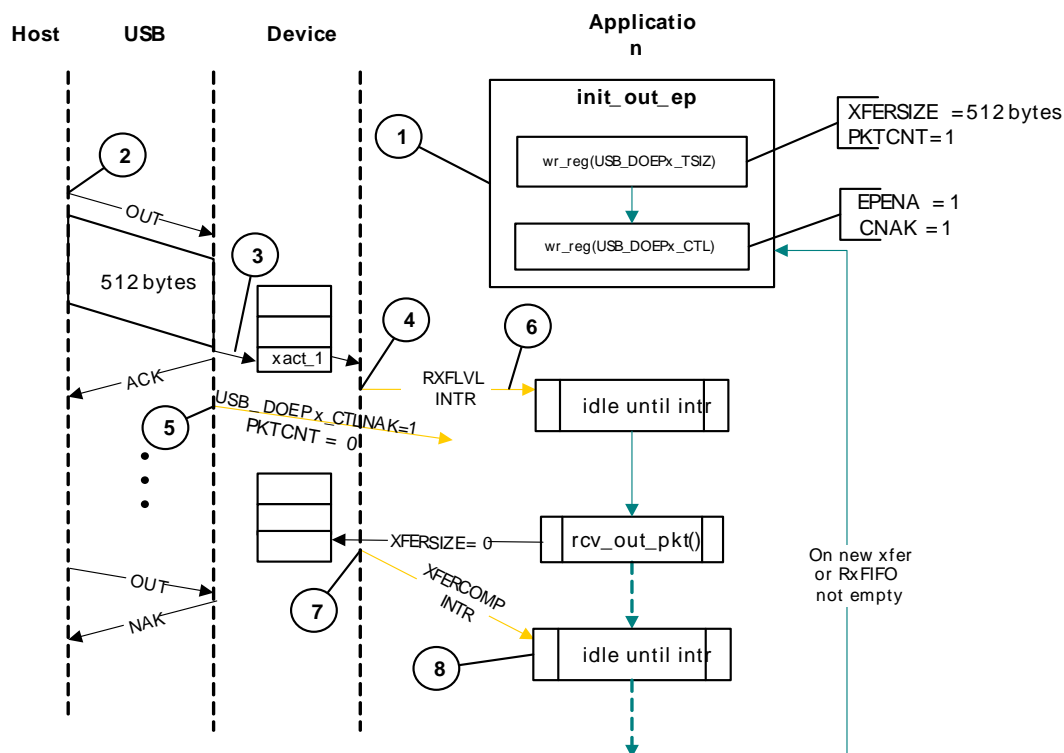 Host
USB
Device
Applicatio
n
init_out_ep
XFERSIZE = 512 bytes
PKTCNT=1
1
wr_reg(USB_DOEPx_TSIZ)
2
EPENA = 1
CNAK = 1
OUT
wr_reg(USB_DOEPx_CTL)
3
512 bytes
4
6
xact_1
ACK
RXFLVL
INTR
idle until intr
USB_DOEPx_CTLNAK=1
PKTCNT = 0
5
XFERSIZE= 0
rcv_out_pkt()
On new xfer
or RxFIFO
not empty
OUT
XFERCOMP
INTR
7
NAK
8
idle until intr